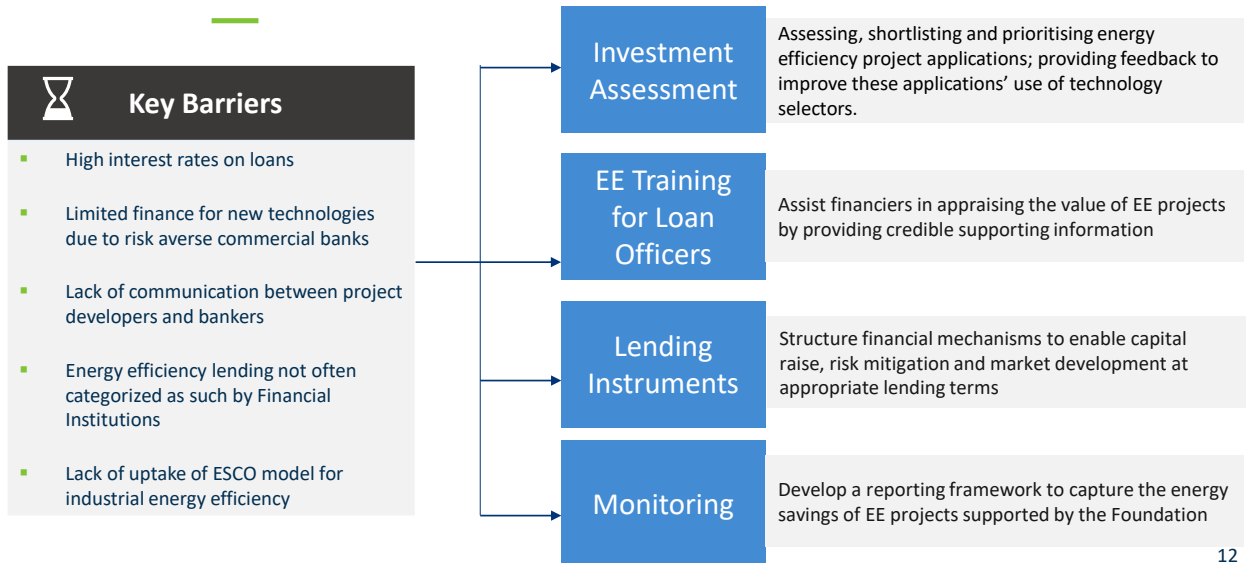 Key Barriers
High interest rates on loans
Limited finance for new technologies
due to risk averse commercial banks
Lack of communication between project
developers and bankers
Energy efficiency lending not often
categorized as such by Financial
Institutions
Lack of uptake of ESCO model for
industrial energy efficiency
Investment
Assessment
Assessing, shortlisting and prioritising energy
efficiency project applications; providing feedback to
improve these applications’ use of technology
selectors.
EE Training
for Loan
Officers
Assist financiers in appraising the value of EE projects
by providing credible supporting information
Lending
Instruments
Structure financial mechanisms to enable capital
raise, risk mitigation and market development at
appropriate lending terms
Monitoring
Develop a reporting framework to capture the energy
savings of EE projects supported by the Foundation
12